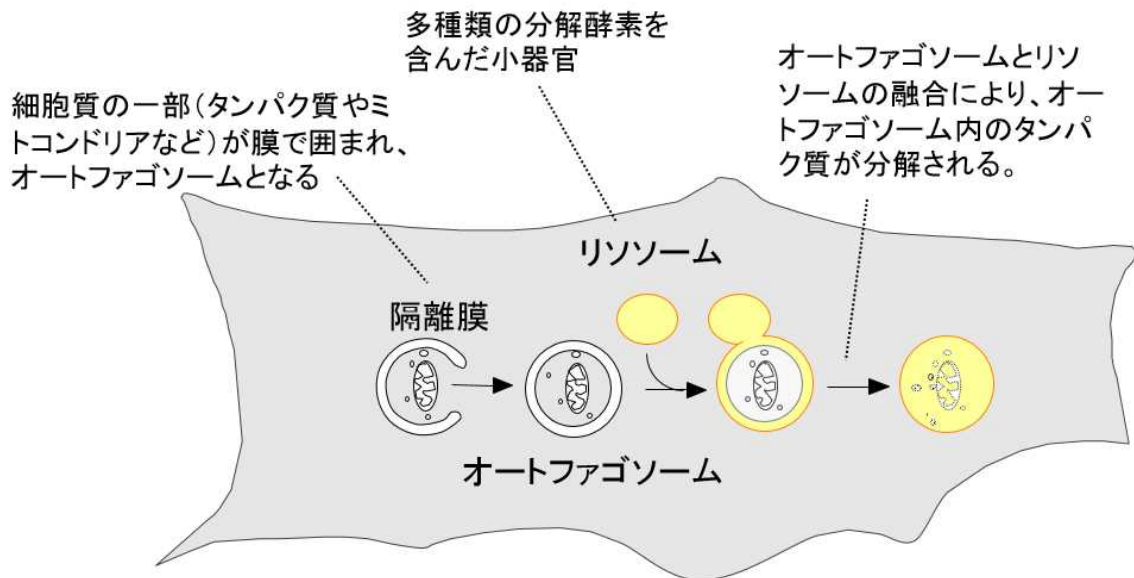 多種類の分解酵素を
含んだ小器官
オートファゴソームとリソ
ソームの融合により、オー
トファゴソーム内のタンパ
ク質が分解される。
細胞質の一部(タンパク質やミ
トコンドリアなど)が膜で囲まれ、
オートファゴソームとなる
リソソーム
隔離膜
オートファゴソーム